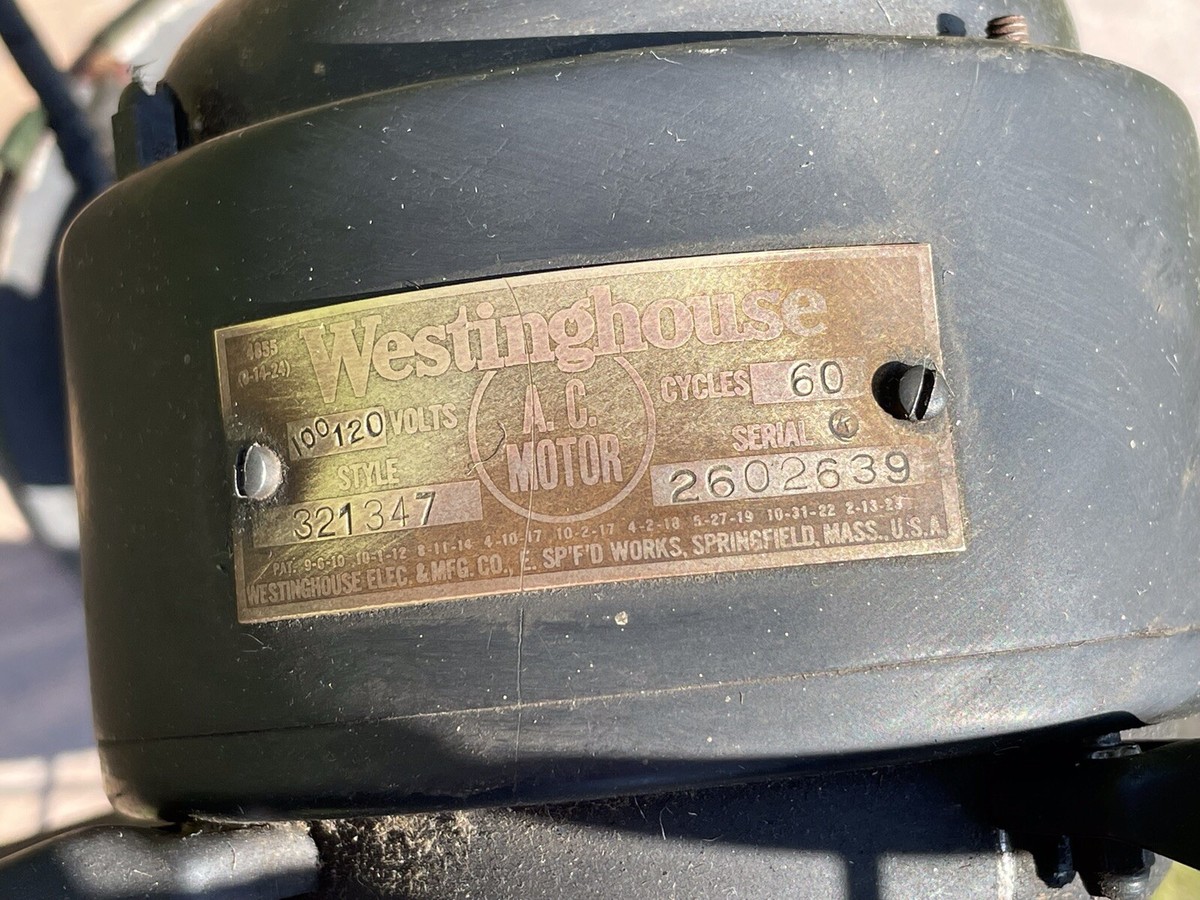 4855
Westinghouse
100 120 VOLTS
A. C.
MOTOR
CYCLES 60
STYLE
321347
SERIAL
2602639
PAT. 9-6-10 10-1-12 8-11-14 4-10-17 10-2-17 4-2-18 5-27-19 10-31-22 2-13-23
WESTINGHOUSE ELEC. & MFG. CO., E. SP'F'D WORKS, SPRINGFIELD, MASS., U.S.A.